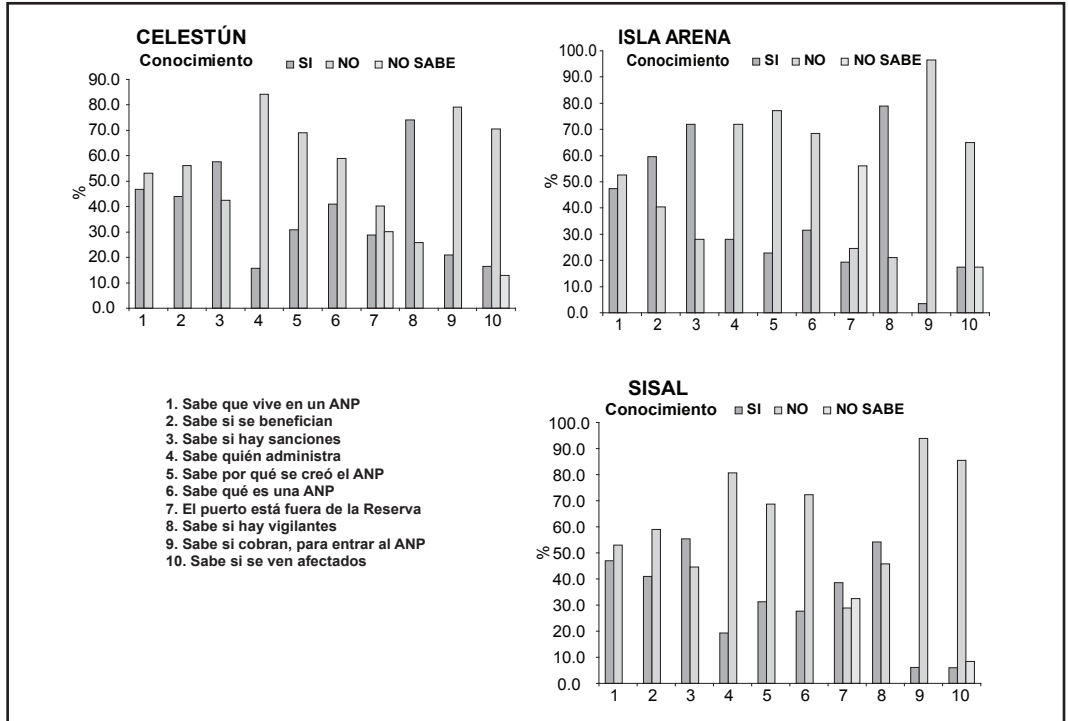 CELESTÚN
Conocimiento SI NO NO SABE
90.0
80.0
70.0
60.0
50.0
40.0
30.0
20.0
10.0
0.0
%
1 2 3 4 5 6 7 8 9 10
ISLA ARENA
Conocimiento SI NO NO SABE
100.0
90.0
80.0
70.0
60.0
50.0
40.0
30.0
20.0
10.0
0.0
%
1 2 3 4 5 6 7 8 9 10
1. Sabe que vive en un ANP
2. Sabe si se benefician
3. Sabe si hay sanciones
4. Sabe quién administra
5. Sabe por qué se creó el ANP
6. Sabe qué es una ANP
7. El puerto está fuera de la Reserva
8. Sabe si hay vigilantes
9. Sabe si cobran, para entrar al ANP
10. Sabe si se ven afectados
SISAL
Conocimiento SI NO NO SABE
100.0
90.0
80.0
70.0
60.0
50.0
40.0
30.0
20.0
10.0
0.0
%
1 2 3 4 5 6 7 8 9 10